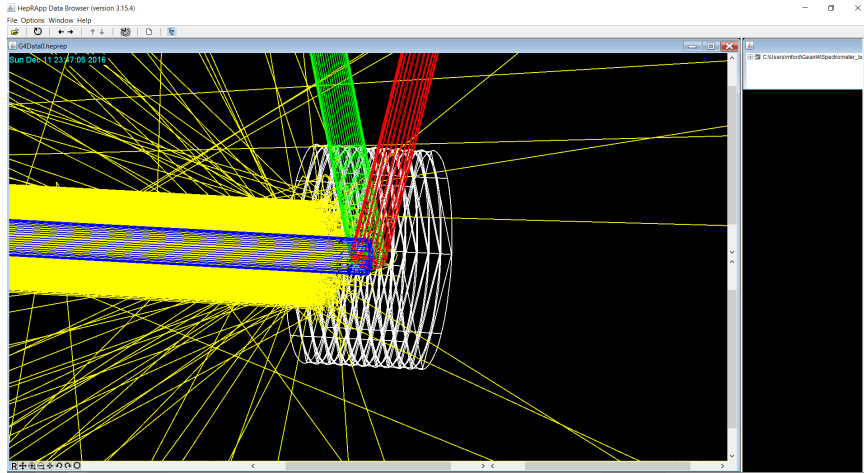 HepRApp Data Browser (version 3.15.4)
File Options Window Help
G4Data0.heprep
Sun Dec 11 23:47:05 2016
C:\Users\mford\Geant4\Spectrometer_b
R